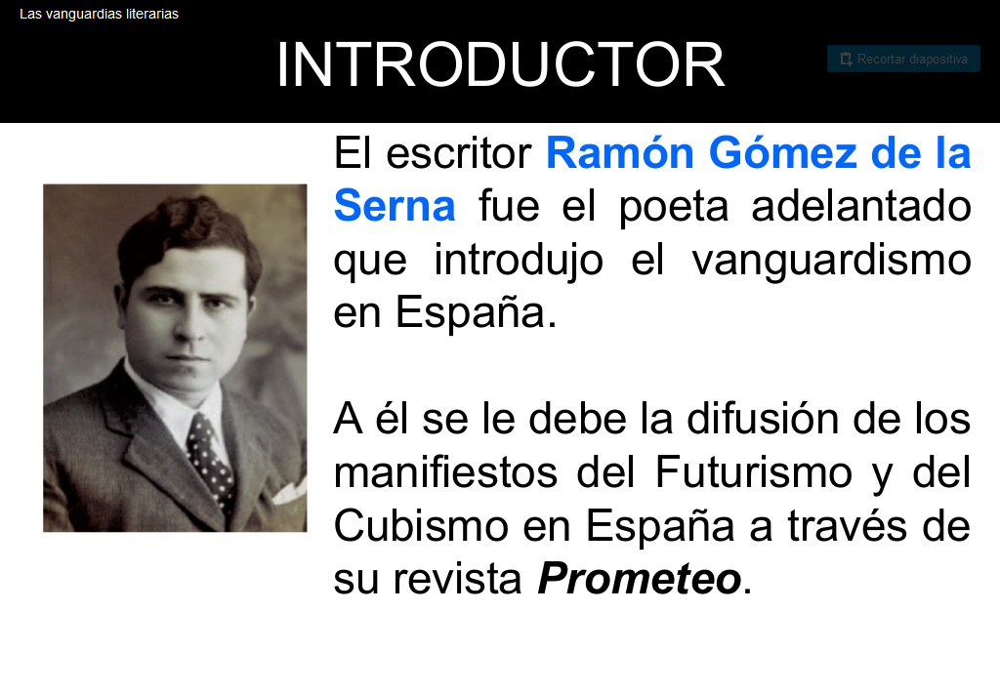 Las vanguardias literarias
INTRODUCTOR
Recortar diapositiva
El escritor Ramón Gómez de la
Serna fue el poeta adelantado
que introdujo el vanguardismo
en España.
A él se le debe la difusión de los
manifiestos del Futurismo y del
Cubismo en España a través de
su revista Prometeo.